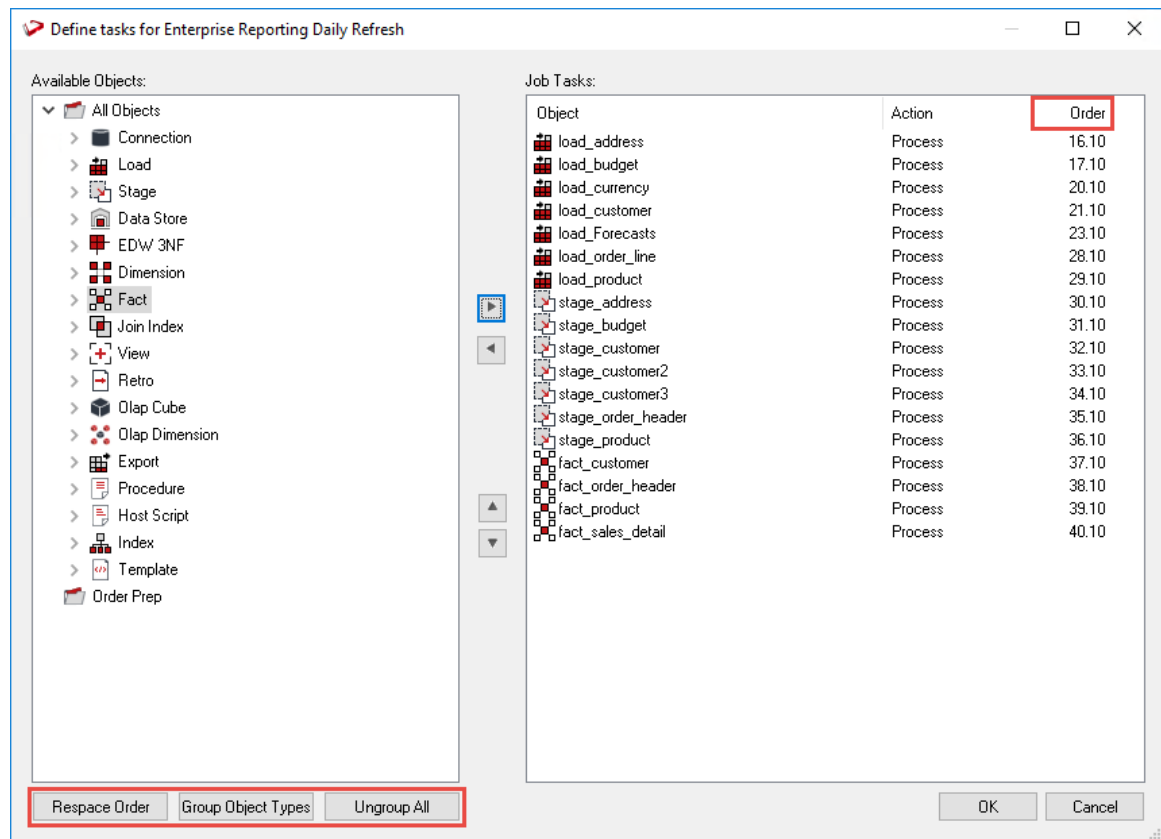 Define tasks for Enterprise Reporting Daily Refresh
Available Objects:
All Objects
Connection
Load
Stage
Data Store
EDW 3NF
Dimension
Fact
Join Index
View
Retro
Olap Cube
Olap Dimension
Export
Procedure
Host Script
Index
Template
Order Prep
Respace Order Group Object Types Ungroup All
Job Tasks:
Object Action Order
load_address Process 16.10
load_budget Process 17.10
load_currency Process 20.10
load_customer Process 21.10
load_Forecasts Process 23.10
load_order_line Process 28.10
load_product Process 29.10
stage_address Process 30.10
stage_budget Process 31.10
stage_customer Process 32.10
stage_customer2 Process 33.10
stage_customer3 Process 34.10
stage_order_header Process 35.10
stage_product Process 36.10
fact_customer Process 37.10
fact_order_header Process 38.10
fact_product Process 39.10
fact_sales_detail Process 40.10
OK Cancel